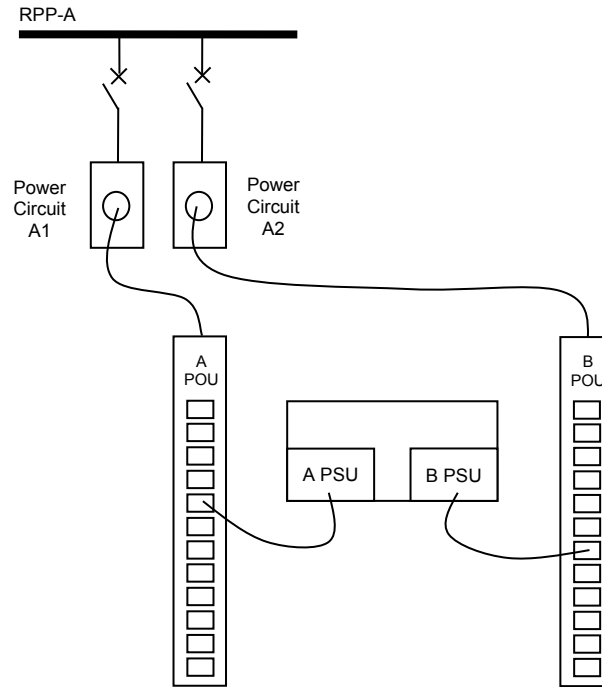 RPP-A
Power
Circuit
A1
Power
Circuit
A2
A
POU
B
POU
A PSU
B PSU